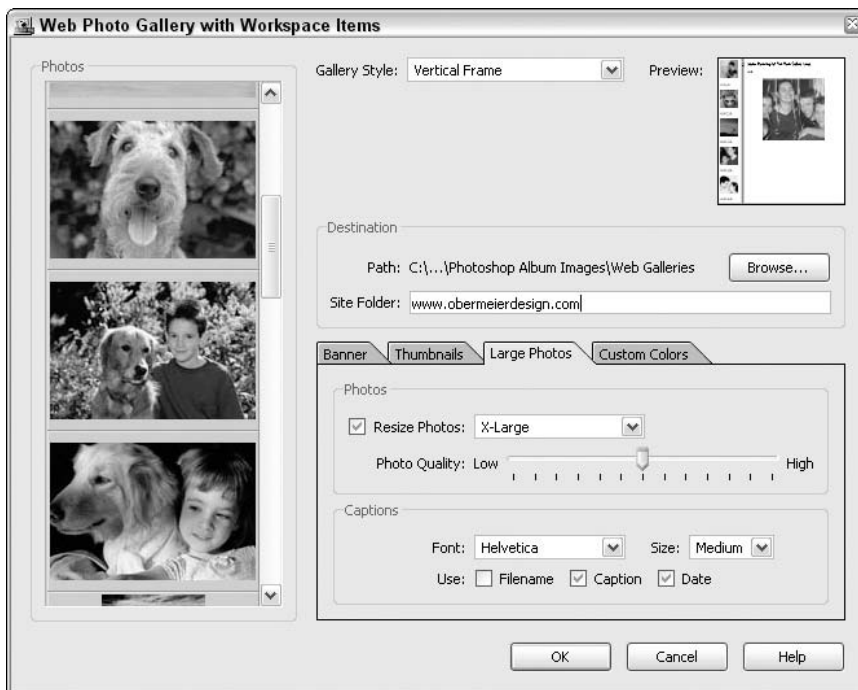 Web Photo Gallery with Workspace Items
Photos
Gallery Style: Vertical Frame
Preview:
Destination
Path: C:\...\Photoshop Album Images\Web Galleries Browse...
Site Folder: www.obermeierdesign.com
Banner Thumbnails Large Photos Custom Colors
Photos
Resize Photos: X-Large
Photo Quality: Low High
Captions
Font: Helvetica Size: Medium
Use: Filename Caption Date
OK Cancel Help